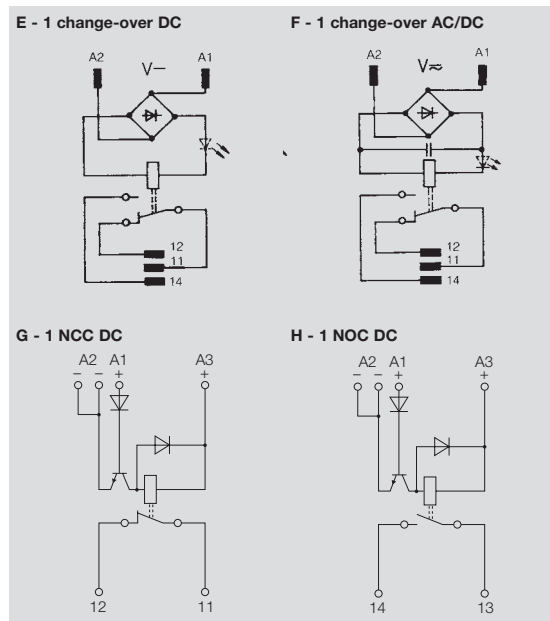 E - 1 change-over DC
F - 1 change-over AC/DC
A2 V⎓ A1
A2 V≂ A1
12
11
14
12
11
14
G - 1 NCC DC
H - 1 NOC DC
A2 A1 A3
− − + +
A2 A1 A3
− − + +
12 11
14 13